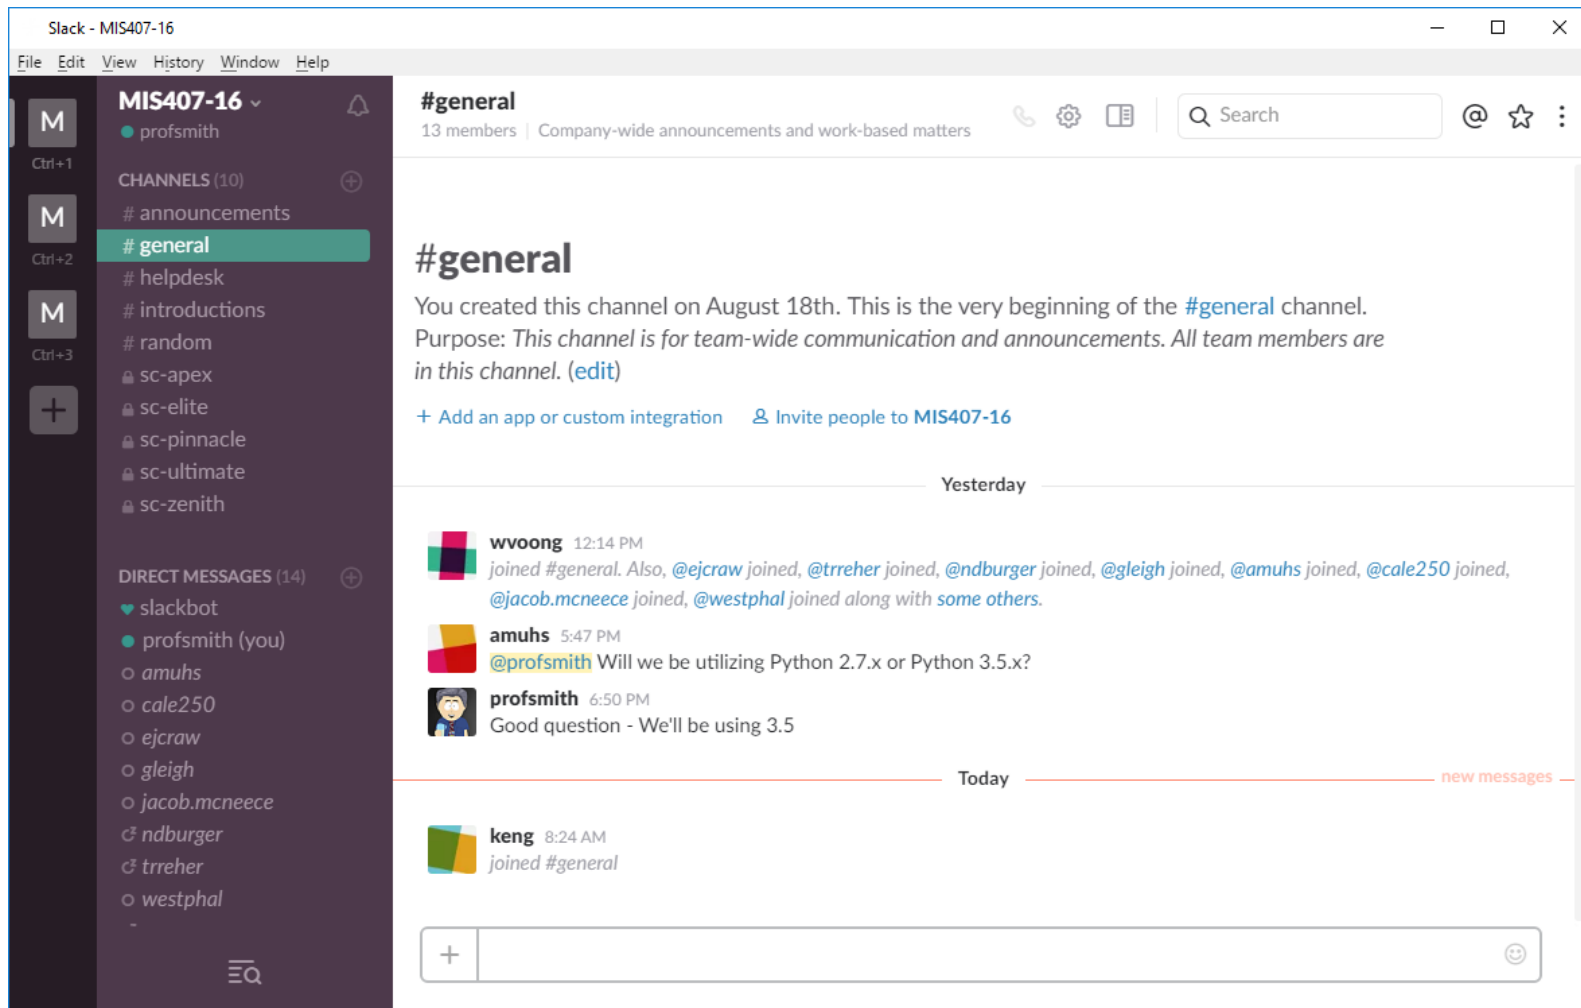 Slack - MIS407-16
File Edit View History Window Help
M
Ctrl+1
M
Ctrl+2
M
Ctrl+3
+
MIS407-16
profsmith
CHANNELS (10)
# announcements
# general
# helpdesk
# introductions
# random
sc-apex
sc-elite
sc-pinnacle
sc-ultimate
sc-zenith
DIRECT MESSAGES (14)
slackbot
profsmith (you)
amuhs
cale250
ejcraw
gleigh
jacob.mcneece
ndburger
trreher
westphal
#general
13 members | Company-wide announcements and work-based matters
Search
#general
You created this channel on August 18th. This is the very beginning of the #general channel.
Purpose: This channel is for team-wide communication and announcements. All team members are
in this channel. (edit)
+ Add an app or custom integration Invite people to MIS407-16
Yesterday
wvoong 12:14 PM
joined #general. Also, @ejcraw joined, @trreher joined, @ndburger joined, @gleigh joined, @amuhs joined, @cale250 joined,
@jacob.mcneece joined, @westphal joined along with some others.
amuhs 5:47 PM
@profsmith Will we be utilizing Python 2.7.x or Python 3.5.x?
profsmith 6:50 PM
Good question - We'll be using 3.5
Today
new messages
keng 8:24 AM
joined #general
+